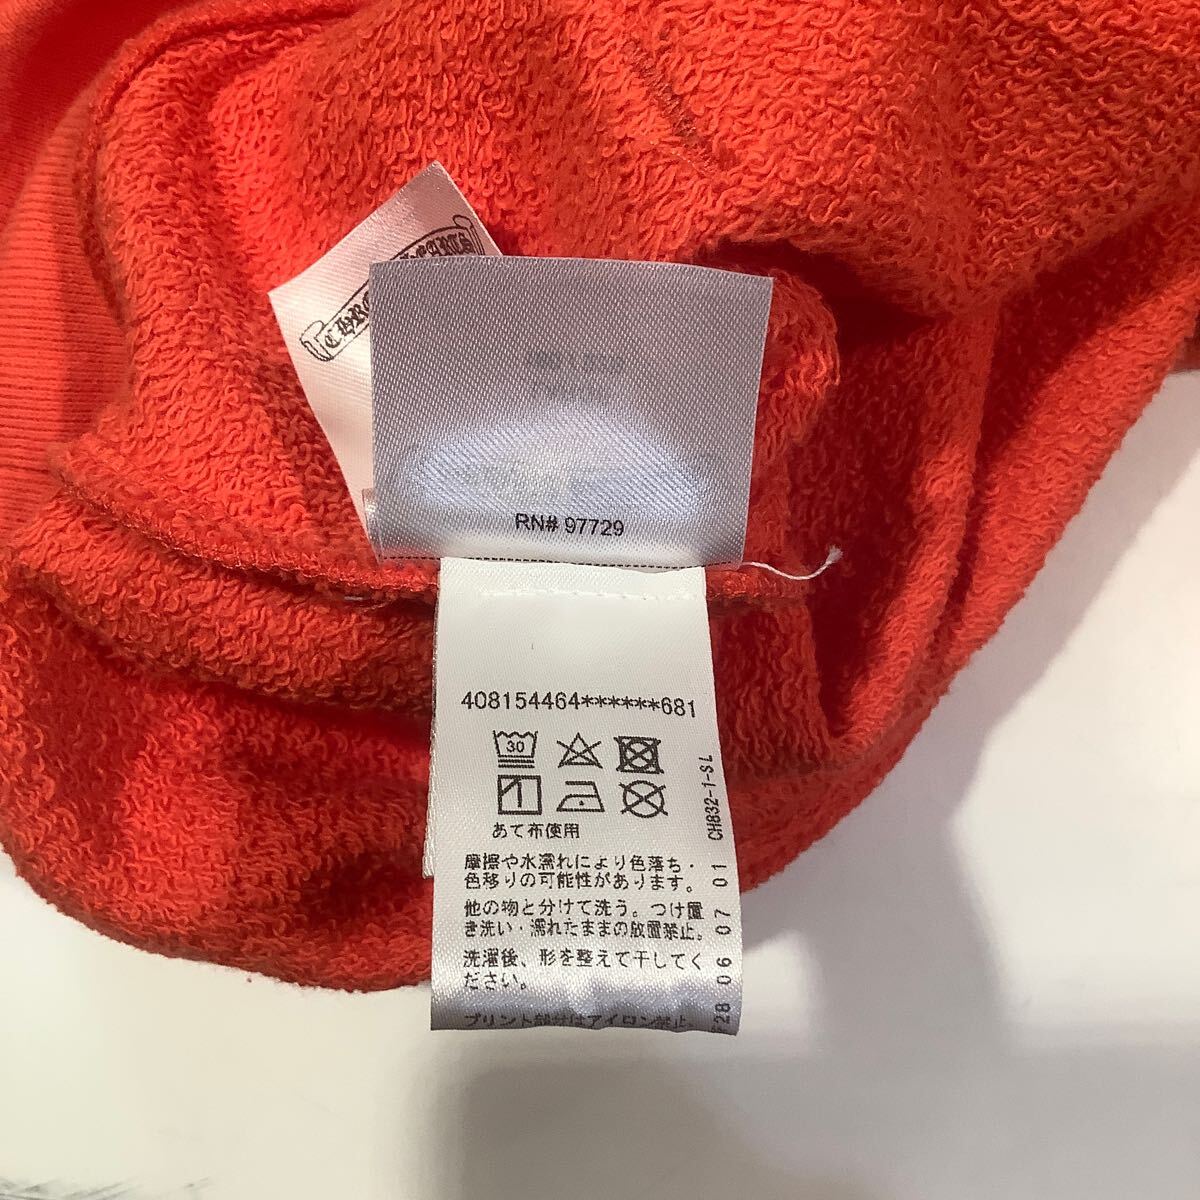 CHRO
HEARTS
RN# 97729
408154464******681
30
あて布使用
摩擦や水濡れにより色落ち・
色移りの可能性があります。
他の物と分けて洗う。つけ置
き洗い・濡れたままの放置禁止。
洗濯後、形を整えて干してく
ださい。
プリント部分はアイロン禁止
CH832-1-SL
28 06 07 01